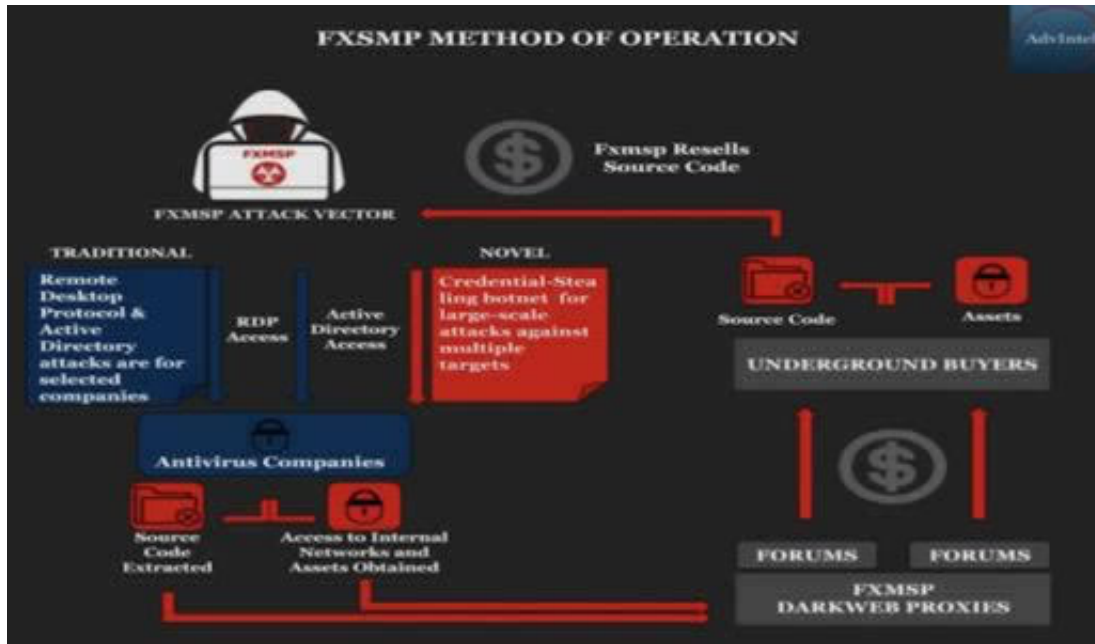 FXSMP METHOD OF OPERATION
AdvIntel
FXMSP
Fxmsp Resells
Source Code
FXMSP ATTACK VECTOR
TRADITIONAL
Remote
Desktop
Protocol &
Active
Directory
attacks are for
selected
companies
RDP
Access
Active
Directory
Access
NOVEL
Credential-Stea
ling botnet for
large-scale
attacks against
multiple
targets
Source Code
Assets
UNDERGROUND BUYERS
Antivirus Companies
Source
Code
Extracted
Access to Internal
Networks and
Assets Obtained
$
$
FORUMS
FORUMS
FXMSP
DARKWEB PROXIES